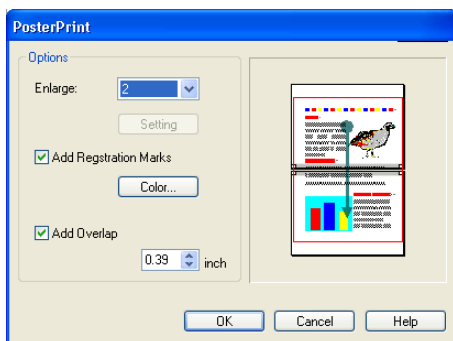 PosterPrint
Options
Enlarge:
2
Setting
Add Regstration Marks
Color...
Add Overlap
0.39
inch
OK
Cancel
Help